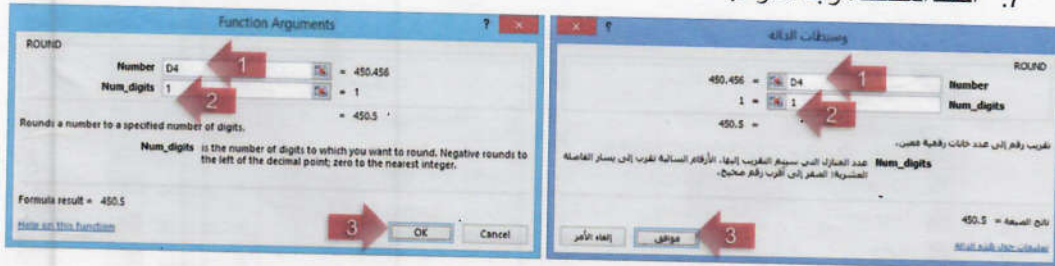 .7
Function Arguments
? ×
ROUND
Number D4 = 450.456
Num_digits 1 = 1
= 450.5
Rounds a number to a specified number of digits.
Num_digits is the number of digits to which you want to round. Negative rounds to
the left of the decimal point; zero to the nearest integer.
Formula result = 450.5
Help on this function
OK Cancel
1
2
3
وسيطات الدالة
× ?
ROUND
450.456 = D4 Number
1 = 1 Num_digits
450.5 =
تقريب رقم إلى عدد خانات رقمية معين.
Num_digits عدد المنازل التي سيتم التقريب إليها. الأرقام السالبة تقرب إلى يسار الفاصلة
العشرية؛ الصفر إلى أقرب رقم صحيح.
ناتج الصيغة = 450.5
تعليمات حول هذه الدالة
موافق إلغاء الأمر
1
2
3